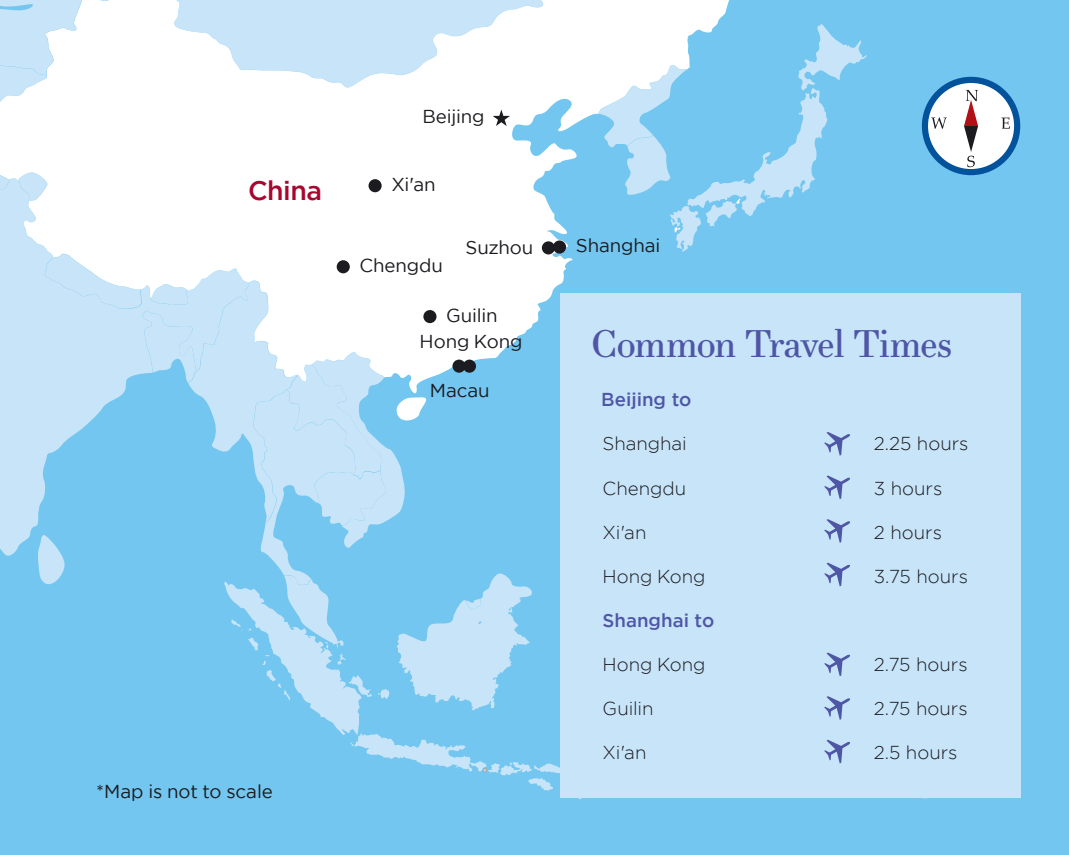 Beijing
N
W E
S
China
Xi'an
Suzhou
Shanghai
Chengdu
Guilin
Hong Kong
Macau
Common Travel Times
Beijing to
Shanghai 2.25 hours
Chengdu 3 hours
Xi'an 2 hours
Hong Kong 3.75 hours
Shanghai to
Hong Kong 2.75 hours
Guilin 2.75 hours
Xi'an 2.5 hours
*Map is not to scale